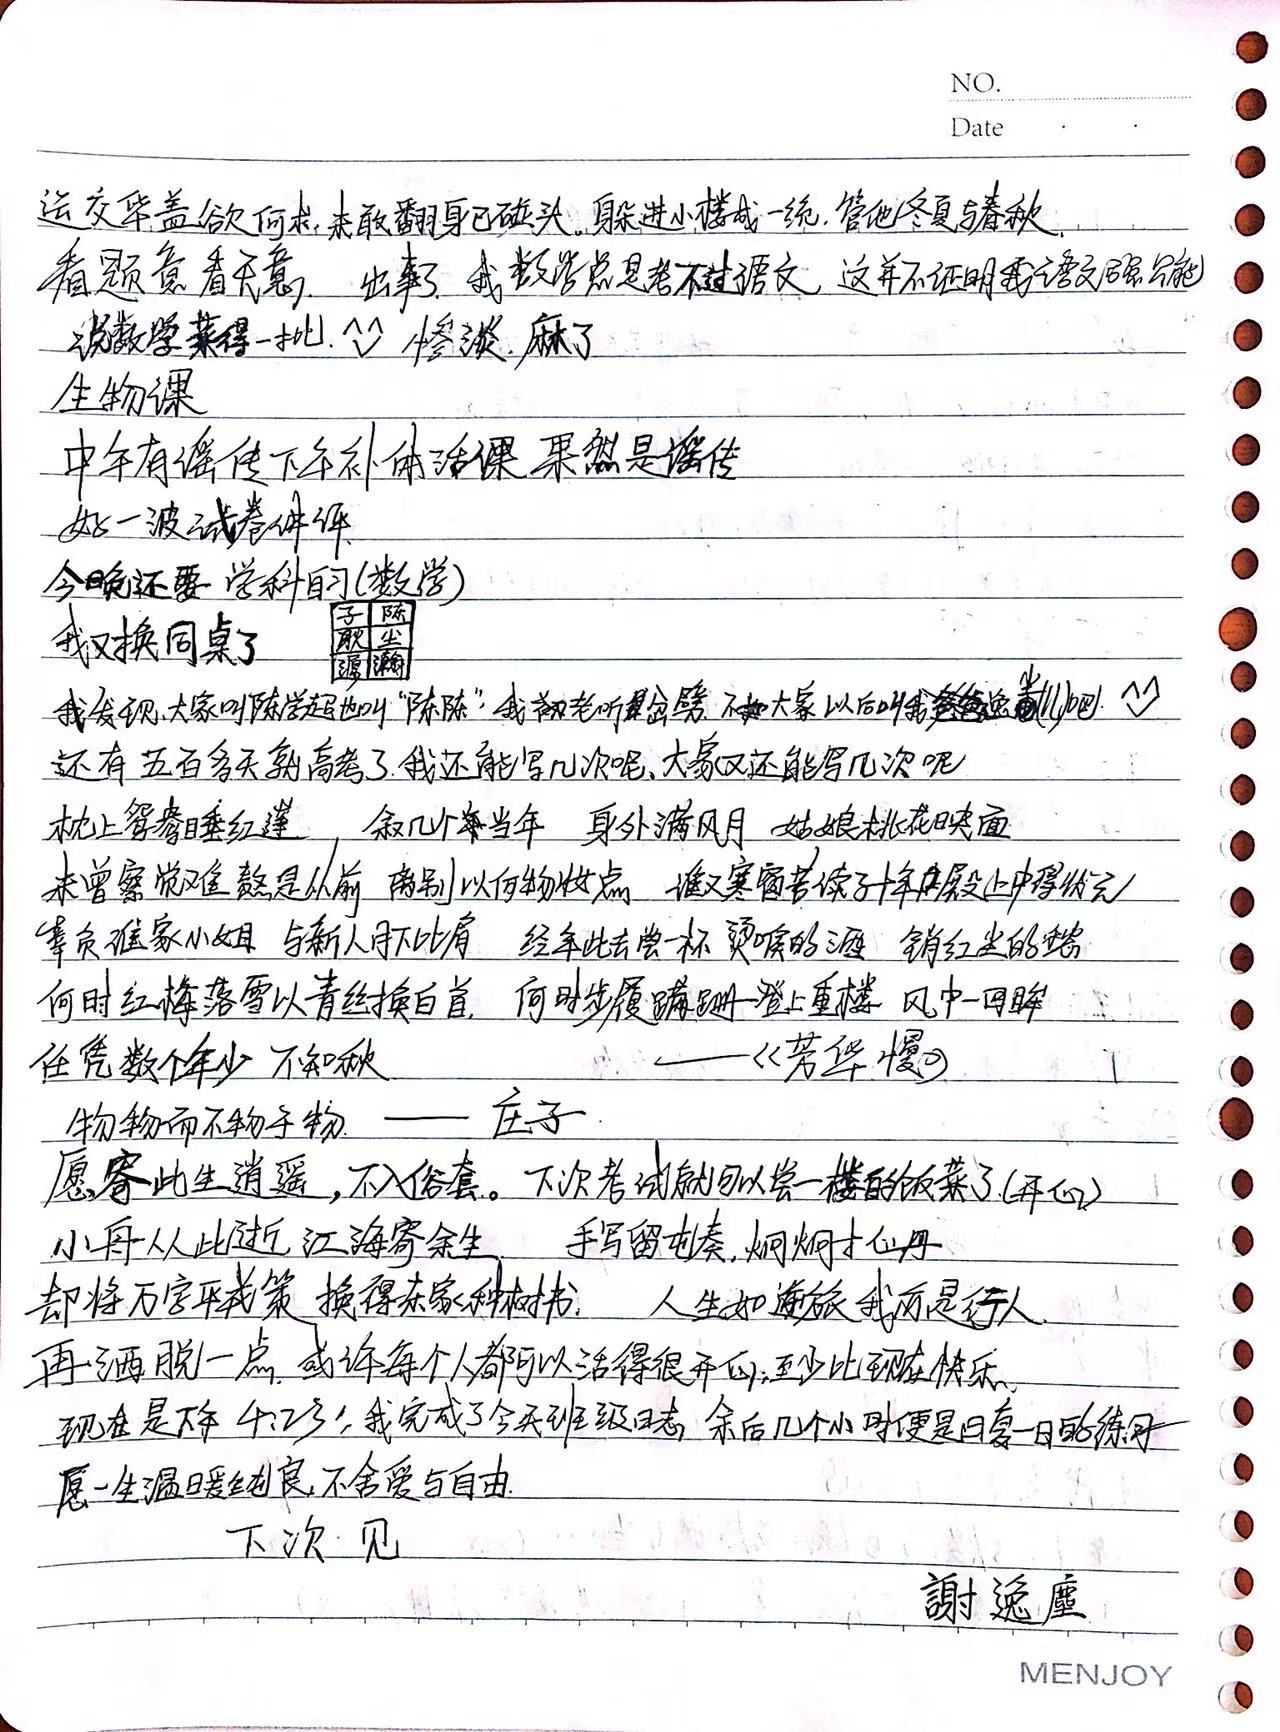 NO.
Date
运交华盖欲何求,未敢翻身已碰头。躲进小楼成一统,管他冬夏与春秋.
看题意看天意, 出事了 我数学总是考不过语文 这并不证明我语文强只能
说数学菜得一批. ^^ 惨淡.麻了
生物课
中午有谣传下午补体活课 果然是谣传
好一波试卷伴伴
今晚还要 学科自习(数学)
我又换同桌了
子 陈
耿 尘
源 瀚
我发现,大家叫陈学超也叫“陈陈” 我老听岔劈 不如大家以后叫我 吧. ^^
还有五百多天就高考了.我还能写几次呢、大家又还能写几次呢
枕上鸳鸯睡红莲 , 叙几个当年 身外满风月 姑娘桃花映面
未曾察觉难熬是从前 离别以何物妆点 谁又寒窗苦读了十年 殿上中得状元
辜负谁家小姐 与新人月下比肩 经年此去尝一杯 烫喉的酒 销红尘的愁
何时红梅落雪以青丝换白首. 何时步履蹒跚登上重楼 风中一回眸
任凭数个年少 不知秋 ——《芳华慢》
物物而不物于物. —— 庄子
愿寄此生逍遥,不入俗套。下次考试就可以尝一楼的饭菜了(开心)
小舟从此逝 江海寄余生 手写留 奏,炯炯才仙丹
却将万字平戎策 换得东家种树书. 人生如逆旅 我亦是行人
再洒脱一点 或许每个人都可以活得很开心;至少比现在快乐.
现在是下午 4:23!我完成了今天班级日志, 余后几个小时便是日复一日的练习
愿一生温暖纯良,不舍爱与自由.
下次见
謝逸塵
MENJOY